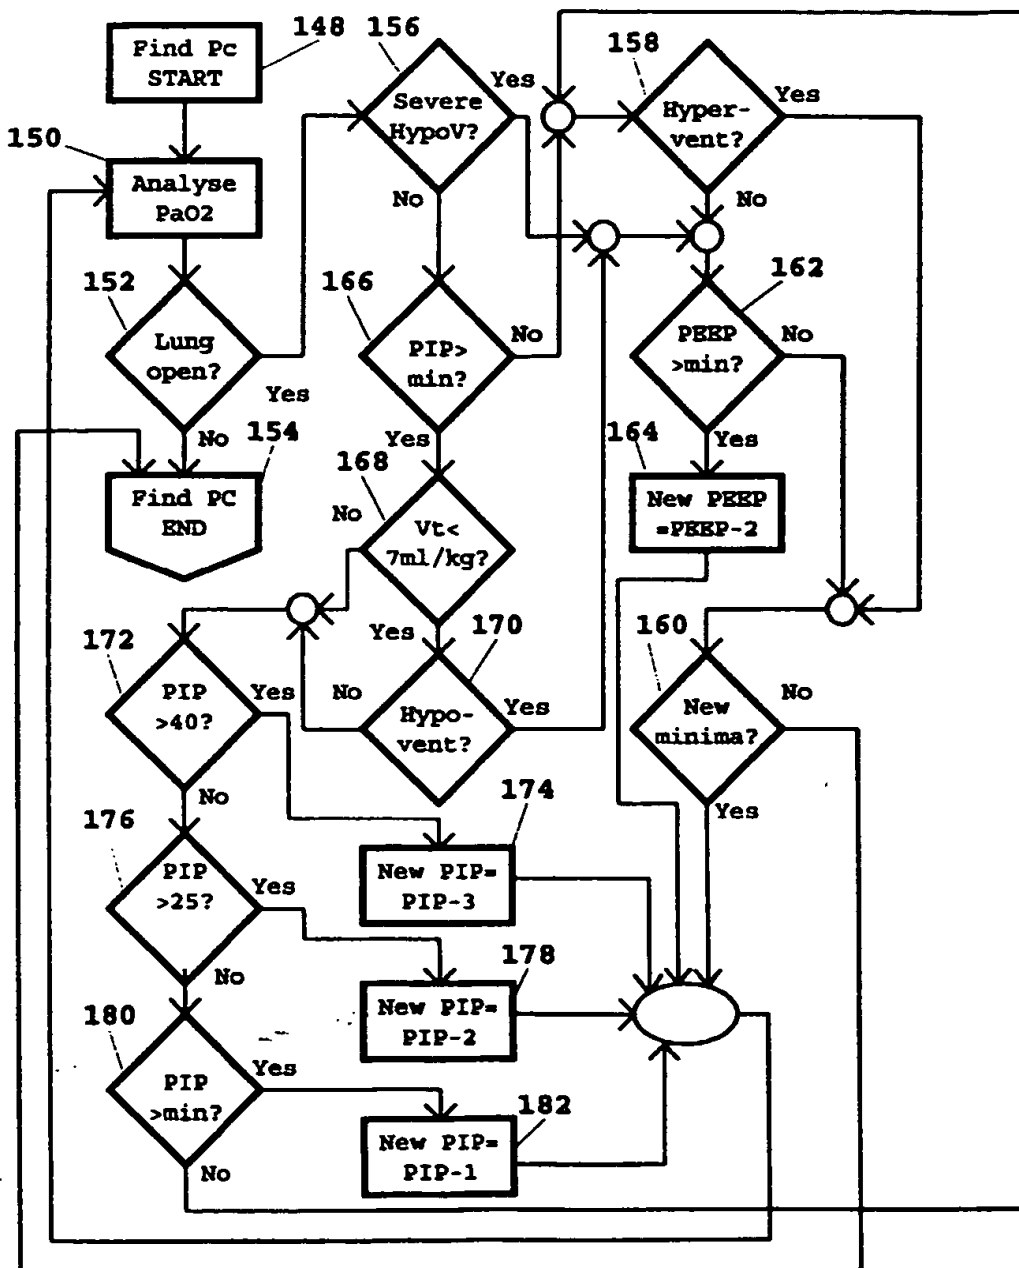 148
156
158
Find Pc
START
Yes
Severe
HypoV?
Yes
Hyper-
vent?
150
Analyse
PaO2
No
No
152
166
162
Lung
open?
Yes
PIP>
min?
No
PEEP
>min?
No
No
154
Yes
168
164
Yes
Find PC
END
No
Vt<
7ml/kg?
New PEEP
=PEEP-2
172
Yes
170
160
PIP
>40?
Yes
No
Hypo-
vent?
Yes
New
minima?
No
No
174
Yes
176
PIP
>25?
Yes
New PIP=
PIP-3
No
178
180
New PIP=
PIP-2
PIP
>min?
Yes
182
New PIP=
PIP-1
No